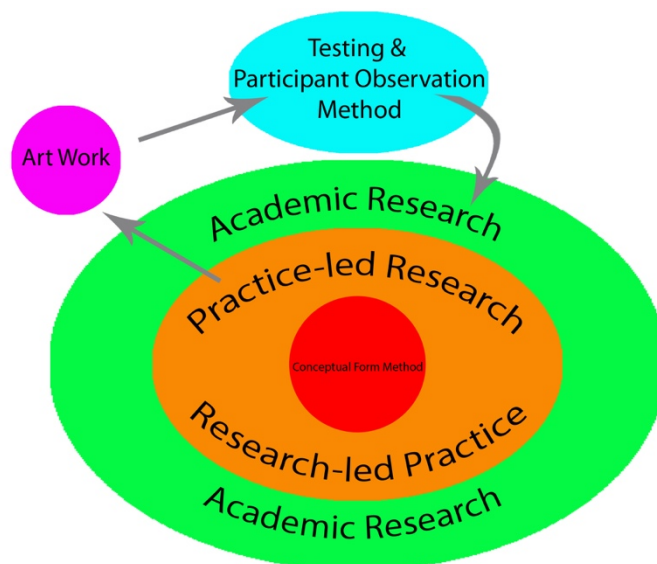 Testing &
Participant Observation
Method
Art Work
Academic Research
Practice-led Research
Conceptual Form Method
Research-led Practice
Academic Research